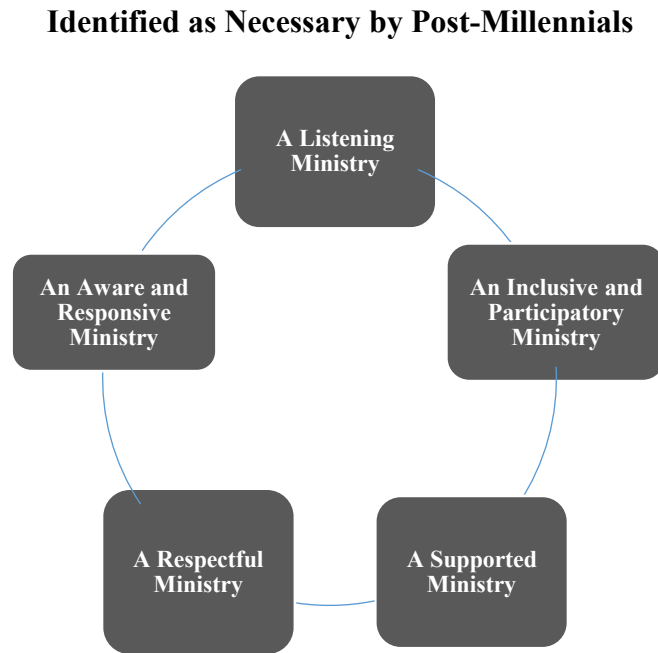 Identified as Necessary by Post-Millennials
A Listening
Ministry
An Inclusive and
Participatory
Ministry
A Supported
Ministry
A Respectful
Ministry
An Aware and
Responsive
Ministry